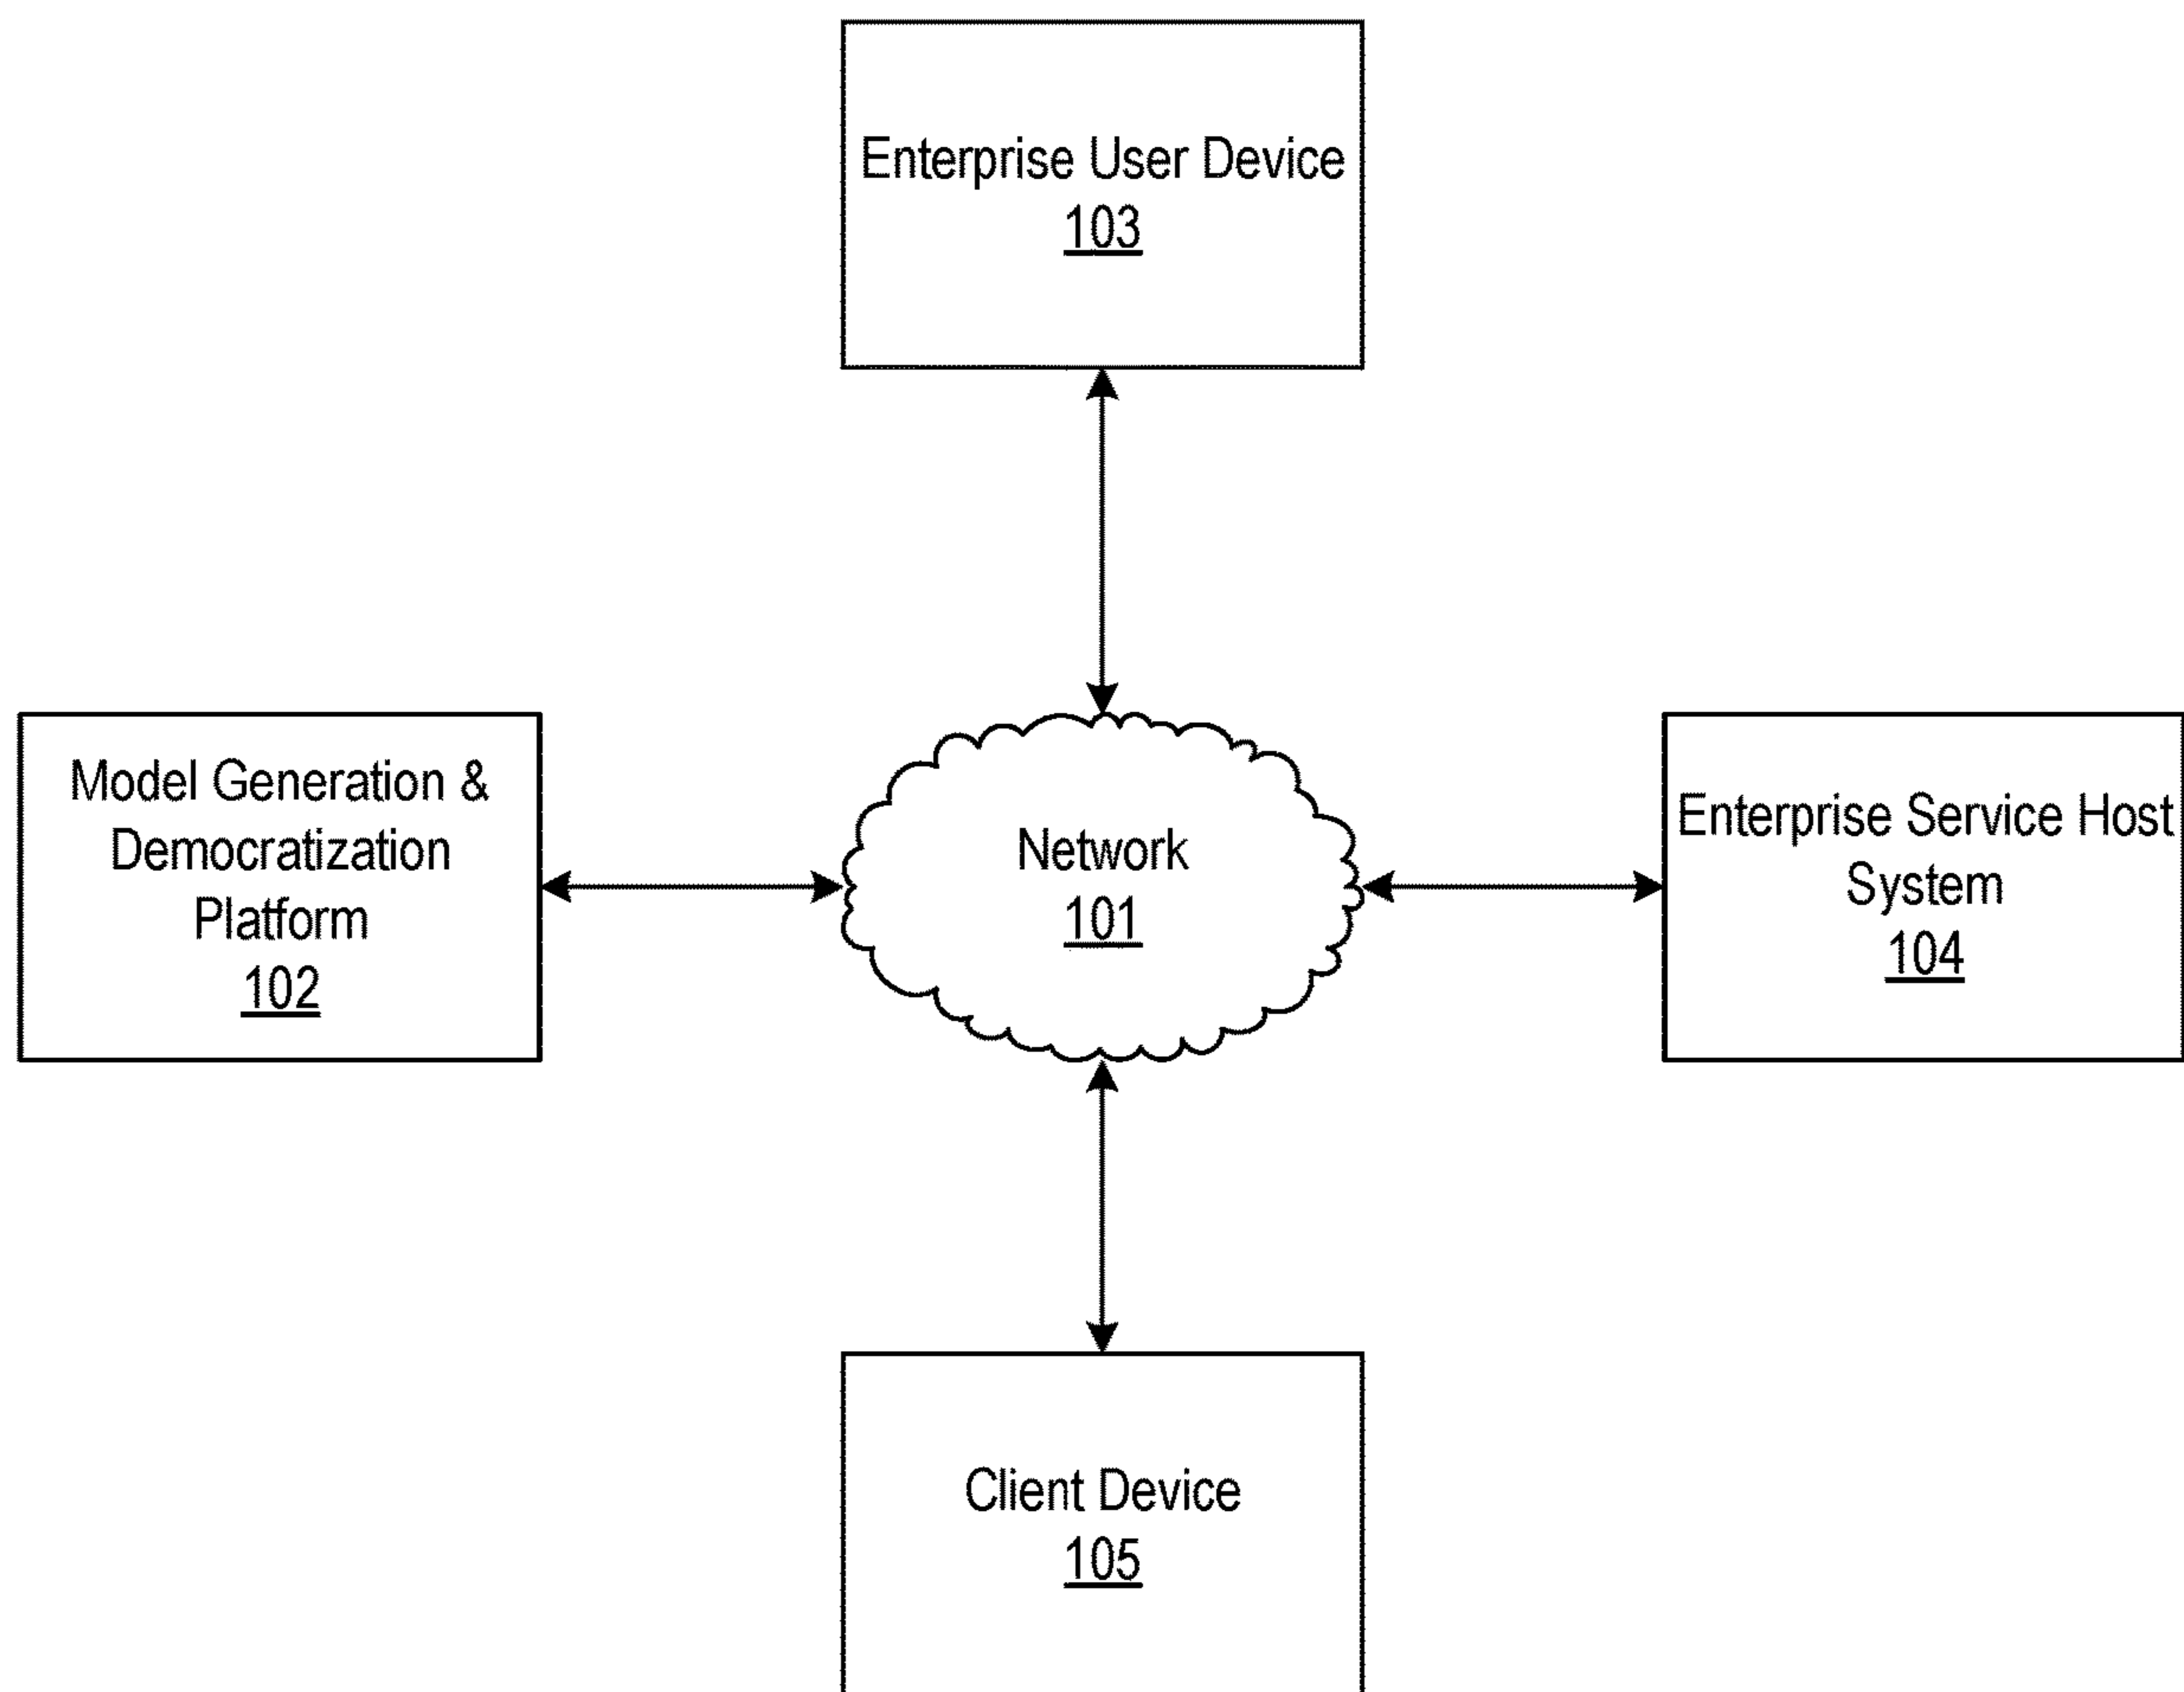 Enterprise User Device
103
Model Generation &
Democratization
Platform
102
Network
101
Enterprise Service Host
System
104
Client Device
105